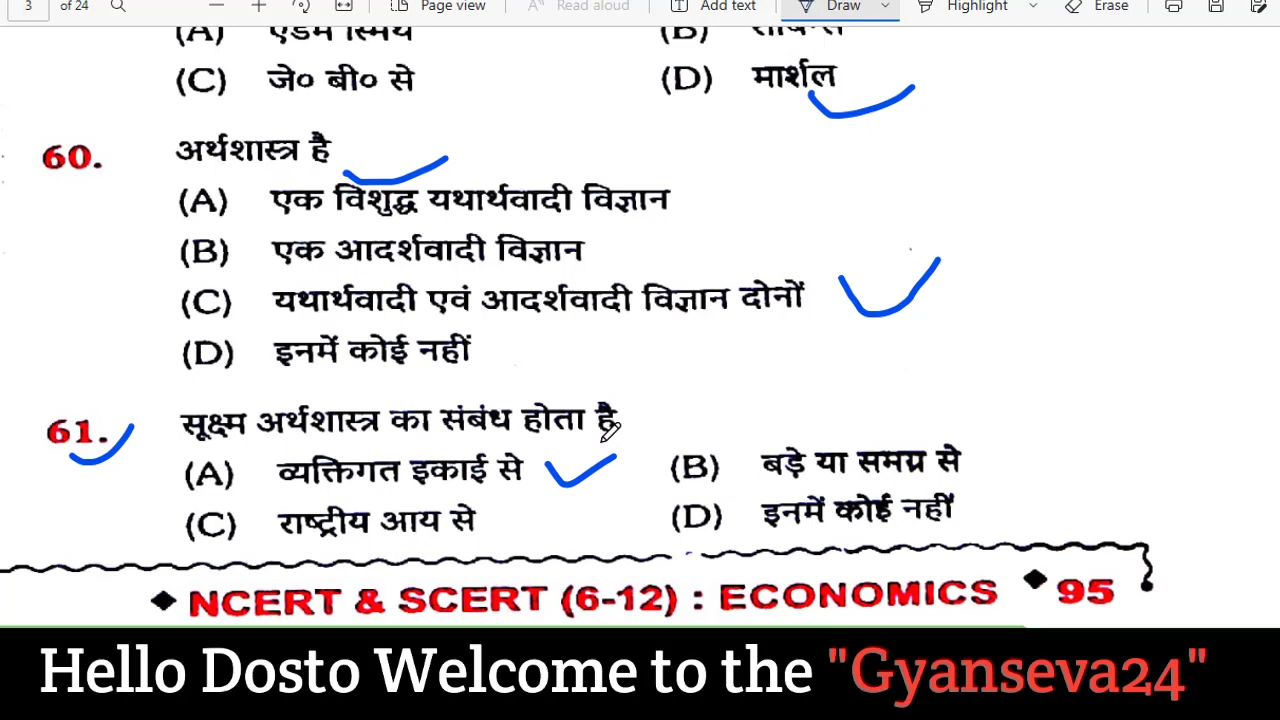 3 of 24 Page view Read aloud Add text Draw Highlight Erase
(A) एडम स्मिथ (B)
(C) जे० बी० से (D) मार्शल
60. अर्थशास्त्र है
(A) एक विशुद्ध यथार्थवादी विज्ञान
(B) एक आदर्शवादी विज्ञान
(C) यथार्थवादी एवं आदर्शवादी विज्ञान दोनों
(D) इनमें कोई नहीं
61. सूक्ष्म अर्थशास्त्र का संबंध होता है
(A) व्यक्तिगत इकाई से (B) बड़े या समग्र से
(C) राष्ट्रीय आय से (D) इनमें कोई नहीं
◆ NCERT & SCERT (6-12) : ECONOMICS ◆ 95
Hello Dosto Welcome to the "Gyanseva24"